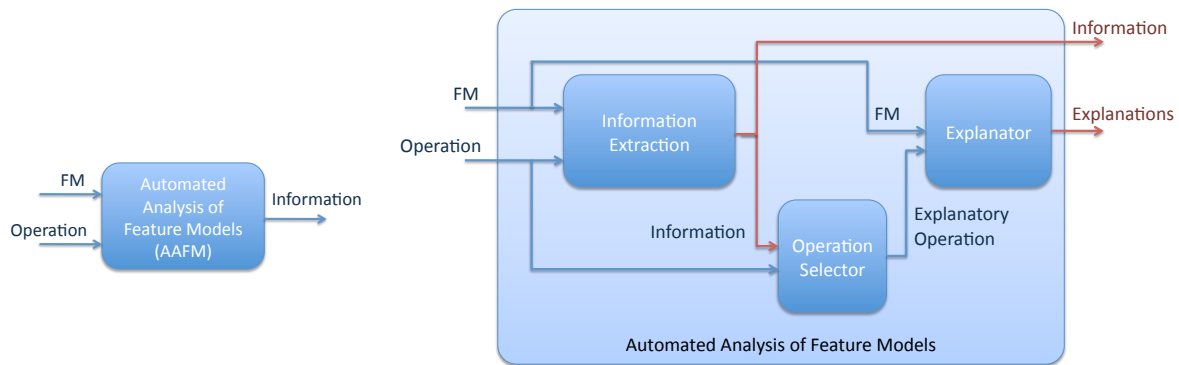 FM
Operation
Automated
Analysis of
Feature Models
(AAFM)
Information
FM
Operation
Information
Extraction
Information
Operation
Selector
FM
Explanatory
Operation
Explanator
Information
Explanations
Automated Analysis of Feature Models